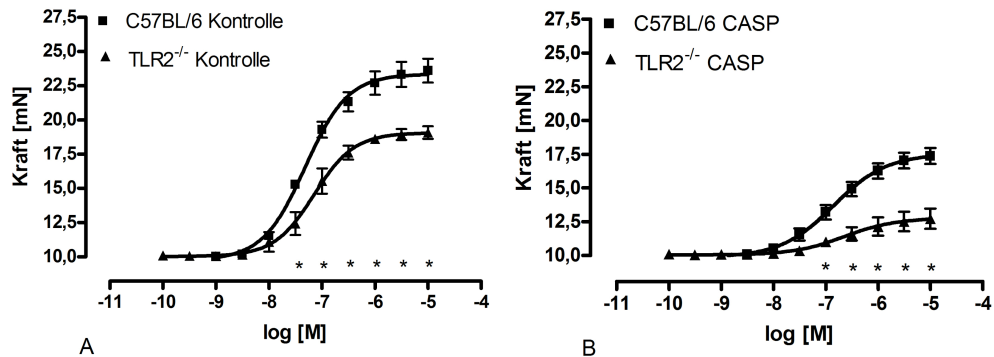 C57BL/6 Kontrolle
TLR2-/- Kontrolle
Kraft [mN]
27,5
25,0
22,5
20,0
17,5
15,0
12,5
10,0
* * * * * *
-11 -10 -9 -8 -7 -6 -5 -4
log [M]
A
C57BL/6 CASP
TLR2-/- CASP
Kraft [mN]
27,5
25,0
22,5
20,0
17,5
15,0
12,5
10,0
* * * * *
-11 -10 -9 -8 -7 -6 -5 -4
log [M]
B